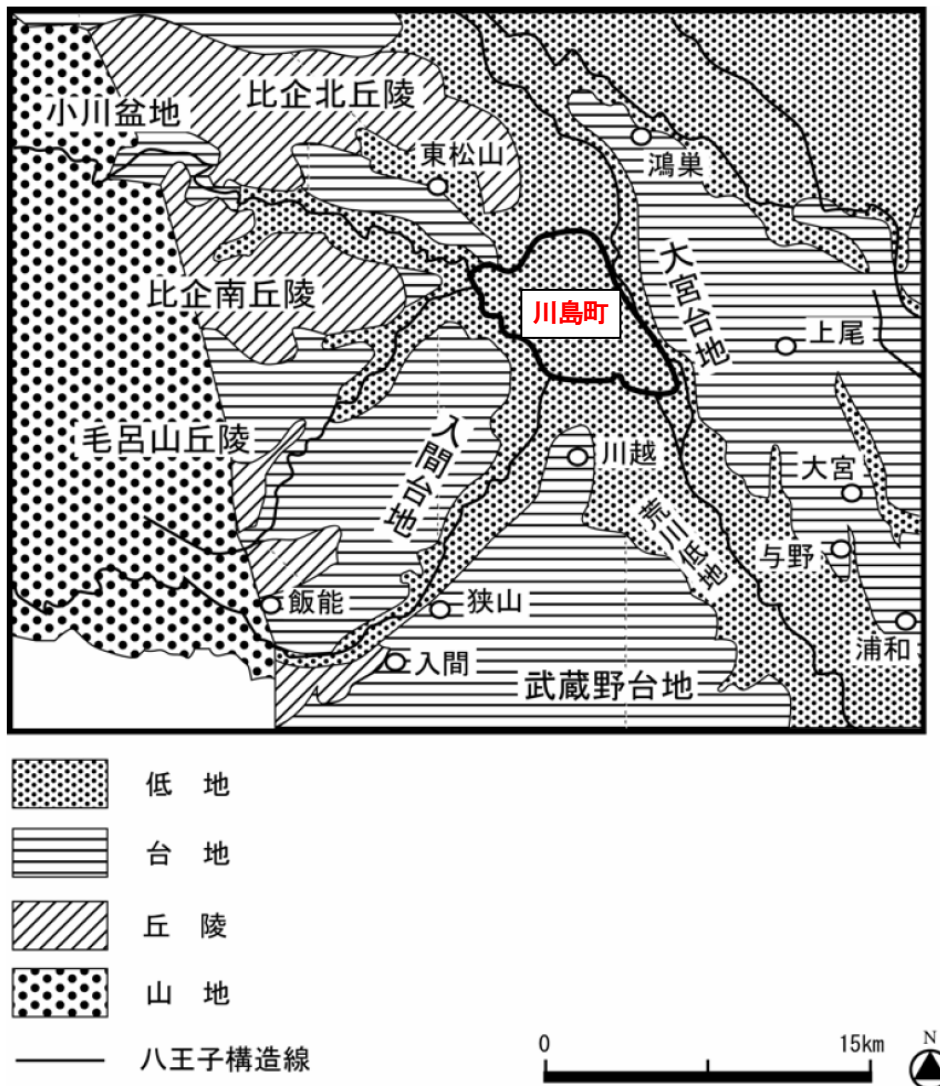 小川盆地
比企北丘陵
東松山
鴻巣
比企南丘陵
川島町
大宮台地
上尾
毛呂山丘陵
入間台地
川越
大宮
荒川低地
与野
飯能
狭山
浦和
入間
武蔵野台地
低 地
台 地
丘 陵
山 地
八王子構造線
0 15km
N